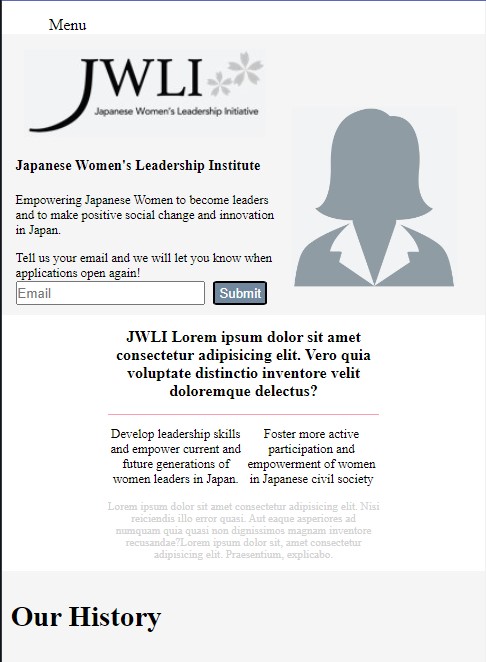 Menu
JWLI
Japanese Women's Leadership Initiative
Japanese Women's Leadership Institute
Empowering Japanese Women to become leaders
and to make positive social change and innovation
in Japan.
Tell us your email and we will let you know when
applications open again!
Email Submit
JWLI Lorem ipsum dolor sit amet
consectetur adipisicing elit. Vero quia
voluptate distinctio inventore velit
doloremque delectus?
Develop leadership skills
and empower current and
future generations of
women leaders in Japan.
Foster more active
participation and
empowerment of women
in Japanese civil society
Lorem ipsum dolor sit amet consectetur adipisicing elit. Nisi
reiciendis illo error quasi. Aut eaque asperiores ad
numquam quia quasi non dignissimos magnam inventore
recusandae?Lorem ipsum dolor sit, amet consectetur
adipisicing elit. Praesentium, explicabo.
Our History